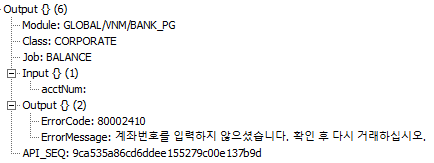 Output {} (6)
Module: GLOBAL/VNM/BANK_PG
Class: CORPORATE
Job: BALANCE
Input {} (1)
acctNum:
Output {} (2)
ErrorCode: 80002410
ErrorMessage: 계좌번호를 입력하지 않으셨습니다. 확인 후 다시 거래하십시오.
API_SEQ: 9ca535a86cd6ddee155279c00e137b9d